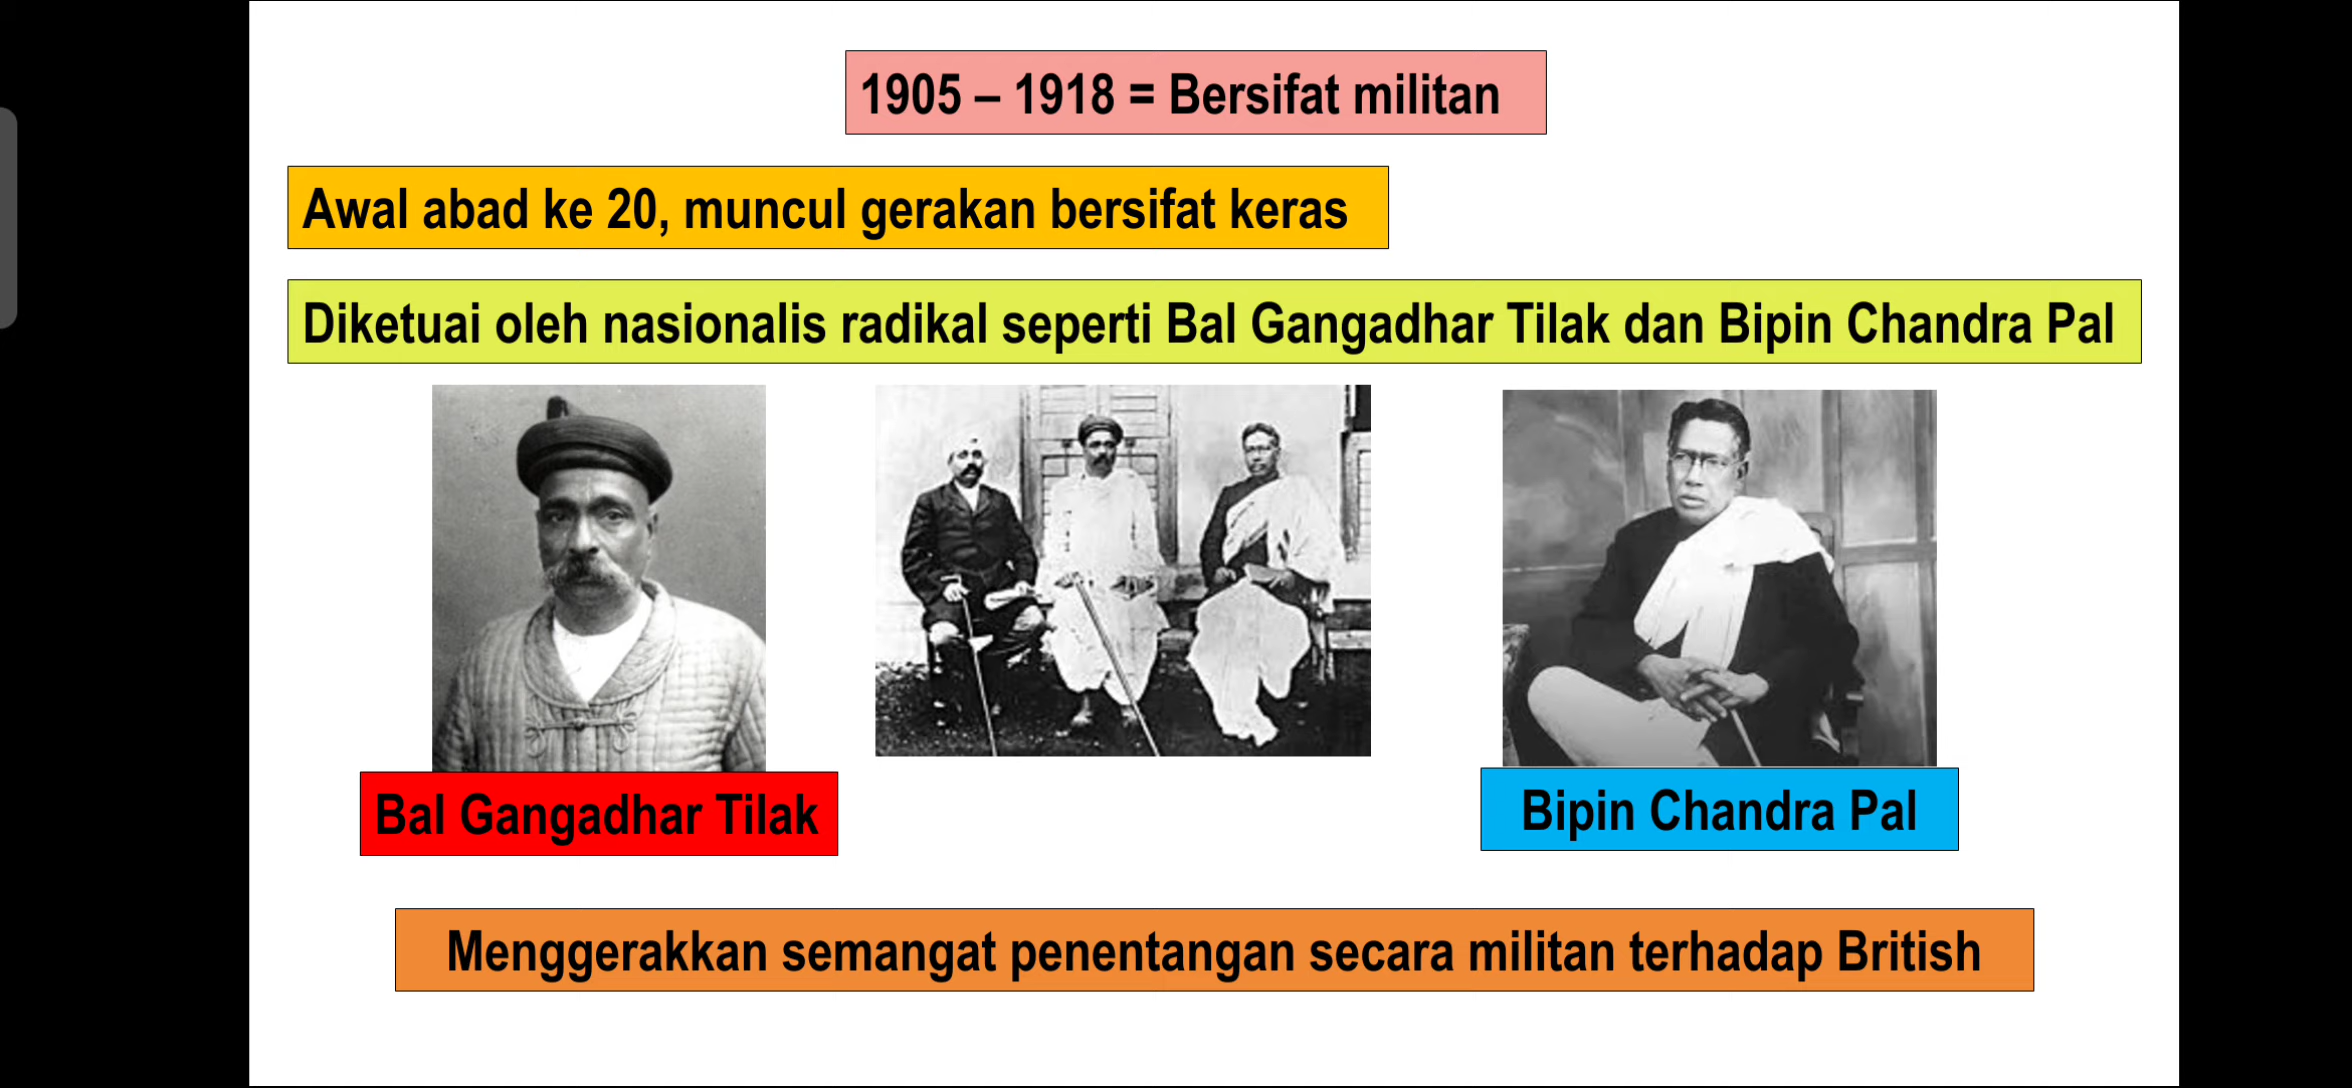 1905 – 1918 = Bersifat militan
Awal abad ke 20, muncul gerakan bersifat keras
Diketuai oleh nasionalis radikal seperti Bal Gangadhar Tilak dan Bipin Chandra Pal
Bal Gangadhar Tilak
Bipin Chandra Pal
Menggerakkan semangat penentangan secara militan terhadap British